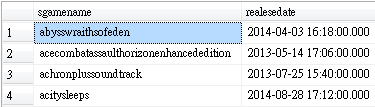 sgamename realesedate
1 abysswraithsofeden 2014-04-03 16:18:00.000
2 acecombatassaulthorizonenhancededition 2013-05-14 17:06:00.000
3 achronplussoundtrack 2013-07-25 15:40:00.000
4 acitysleeps 2014-08-28 17:12:00.000